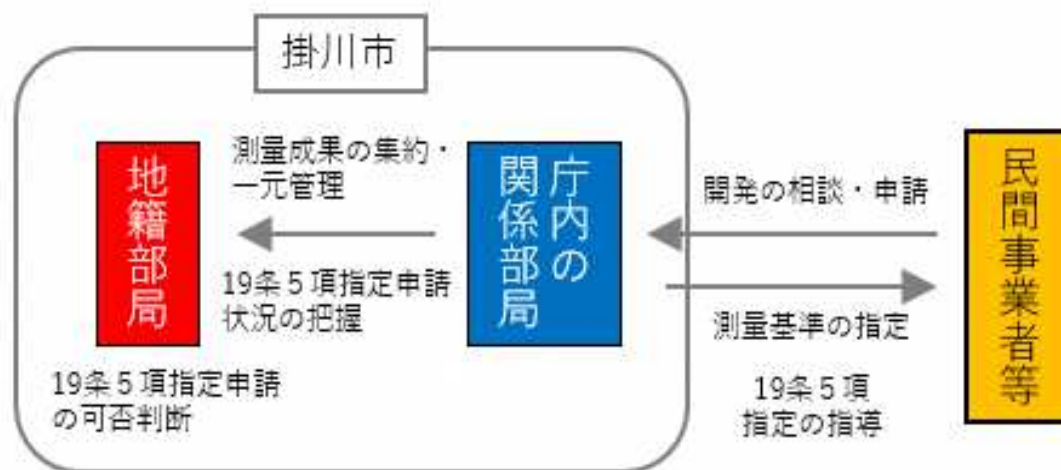 掛川市
地籍部局
測量成果の集約・
一元管理
19条５項指定申請
状況の把握
19条５項指定申請
の可否判断
庁内の
関係部局
開発の相談・申請
測量基準の指定
19条５項
指定の指導
民間事業者等